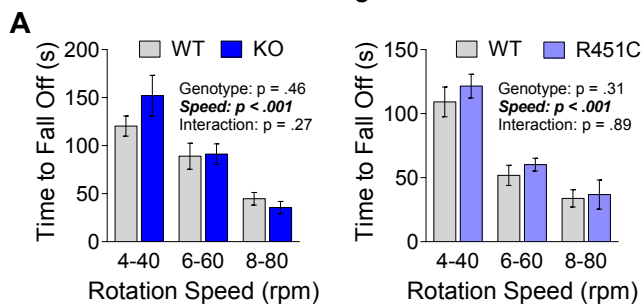 A
Time to Fall Off (s)
200
150
100
50
0
WT KO
Genotype: p = .46
Speed: p < .001
Interaction: p = .27
4-40 6-60 8-80
Rotation Speed (rpm)
Time to Fall Off (s)
150
100
50
0
WT R451C
Genotype: p = .31
Speed: p < .001
Interaction: p = .89
4-40 6-60 8-80
Rotation Speed (rpm)